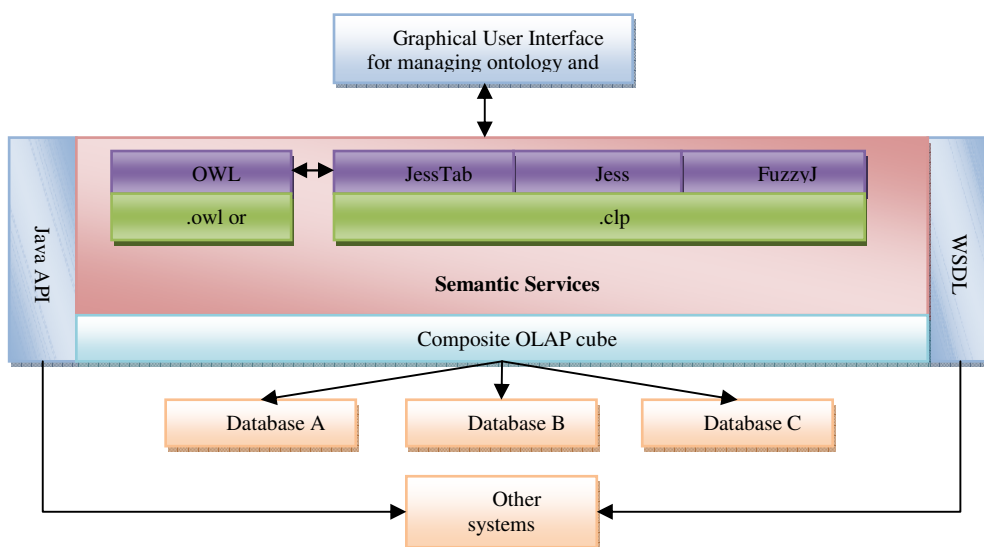 Graphical User Interface
for managing ontology and
OWL
JessTab
Jess
FuzzyJ
.owl or
.clp
Java API
WSDL
Semantic Services
Composite OLAP cube
Database A
Database B
Database C
Other
systems